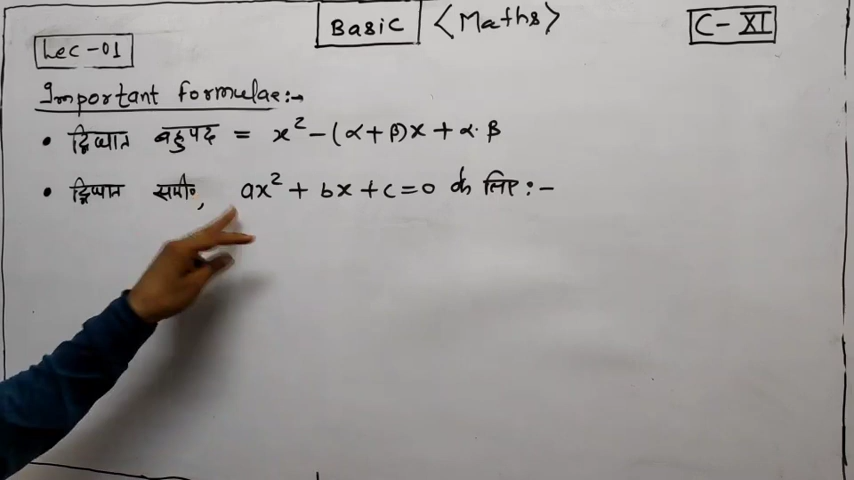 Basic <Maths>
C-XI
Lec-01
Important formulae:→
• द्विघात बहुपद = x² - (α+β)x + α·β
• द्विघात समी०, ax² + bx + c = 0 के लिए :-